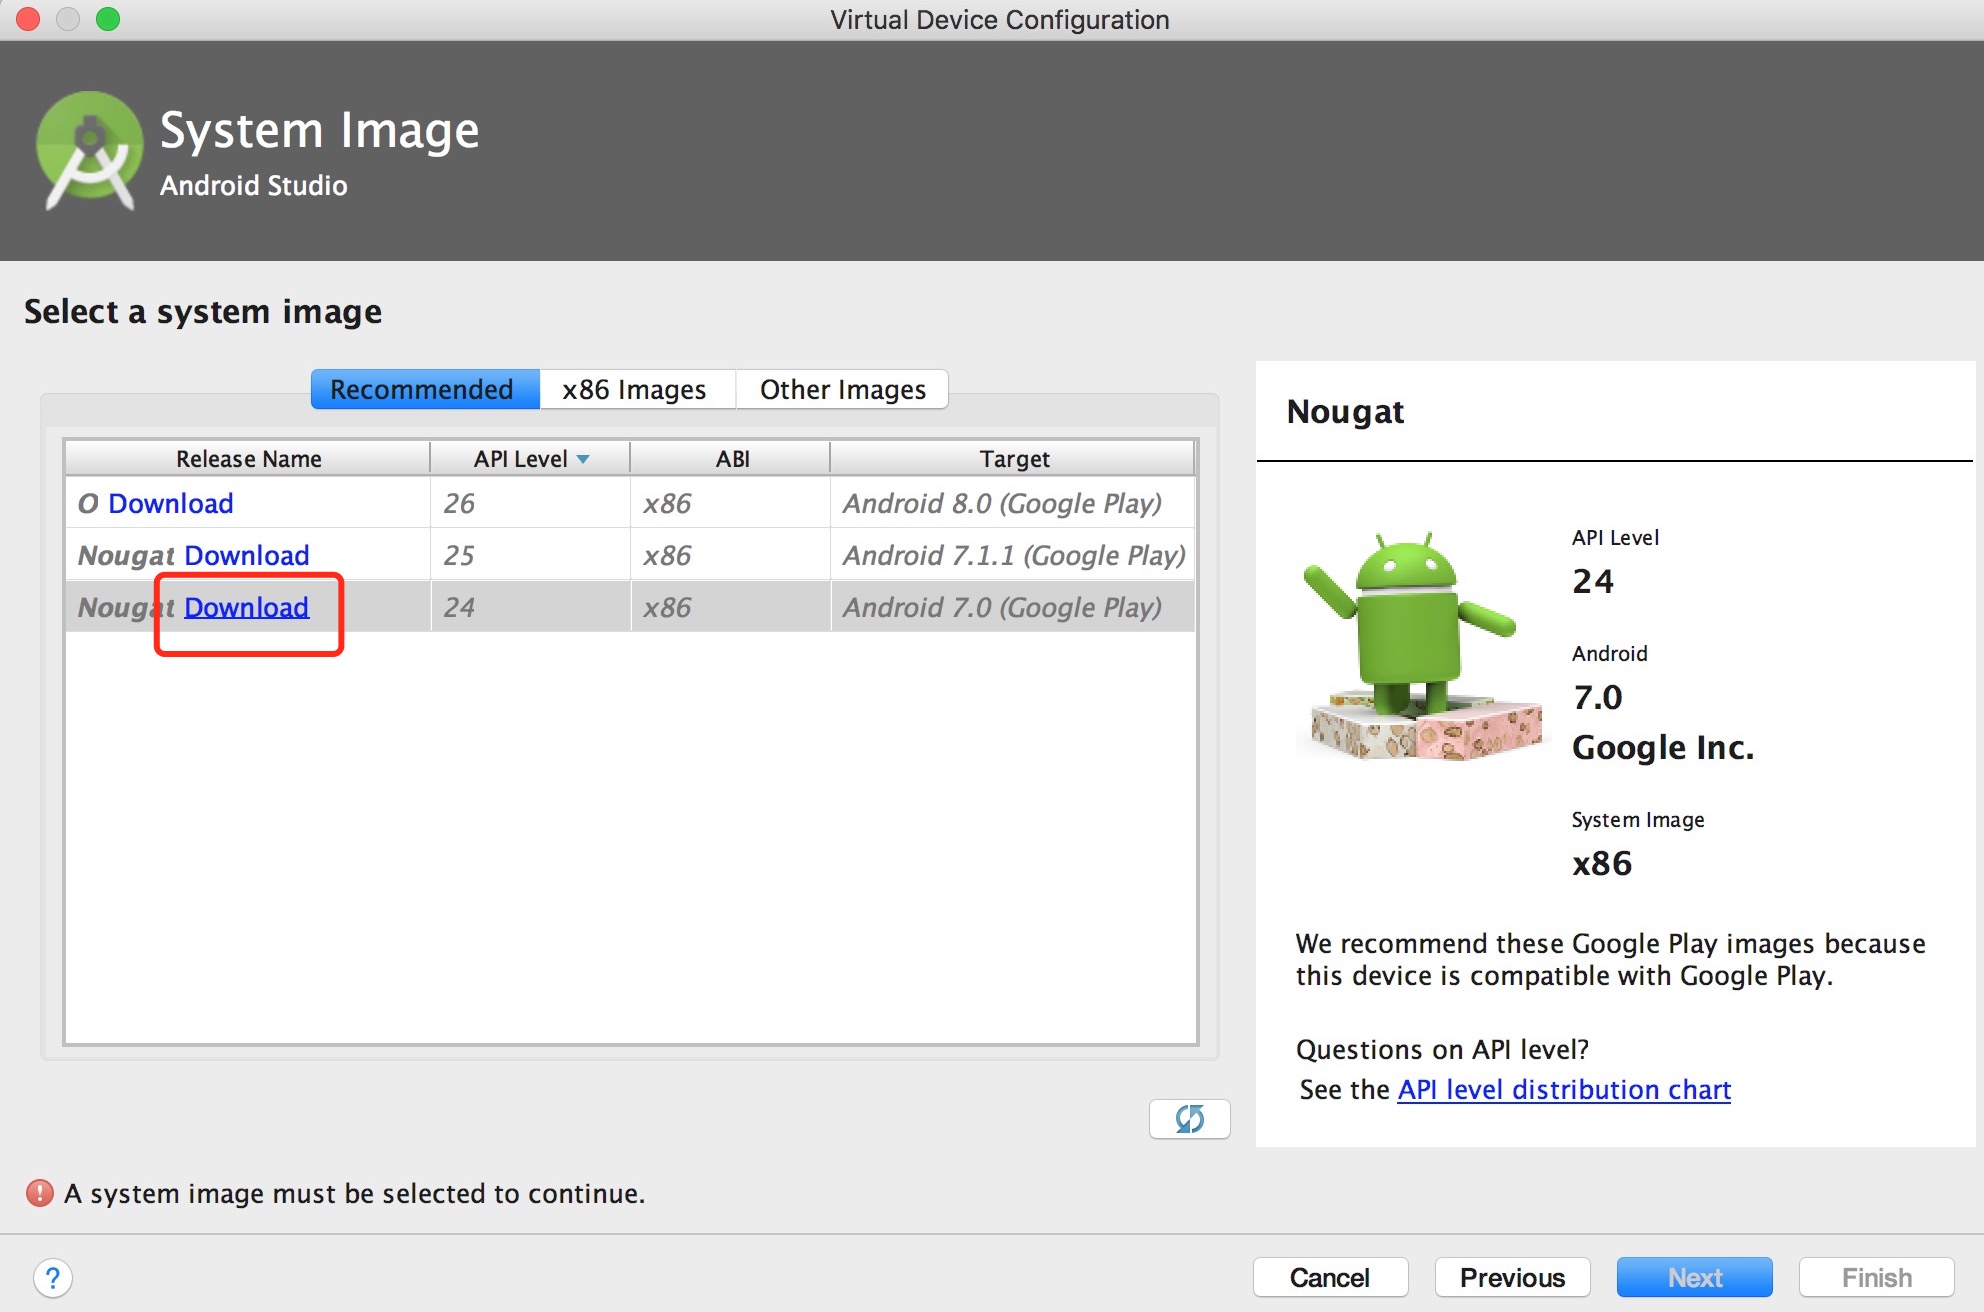 Virtual Device Configuration
System Image
Android Studio
Select a system image
Recommended x86 Images Other Images
Release Name API Level ABI Target
O Download 26 x86 Android 8.0 (Google Play)
Nougat Download 25 x86 Android 7.1.1 (Google Play)
Nougat Download 24 x86 Android 7.0 (Google Play)
Nougat
API Level
24
Android
7.0
Google Inc.
System Image
x86
We recommend these Google Play images because
this device is compatible with Google Play.
Questions on API level?
See the API level distribution chart
! A system image must be selected to continue.
? Cancel Previous Next Finish